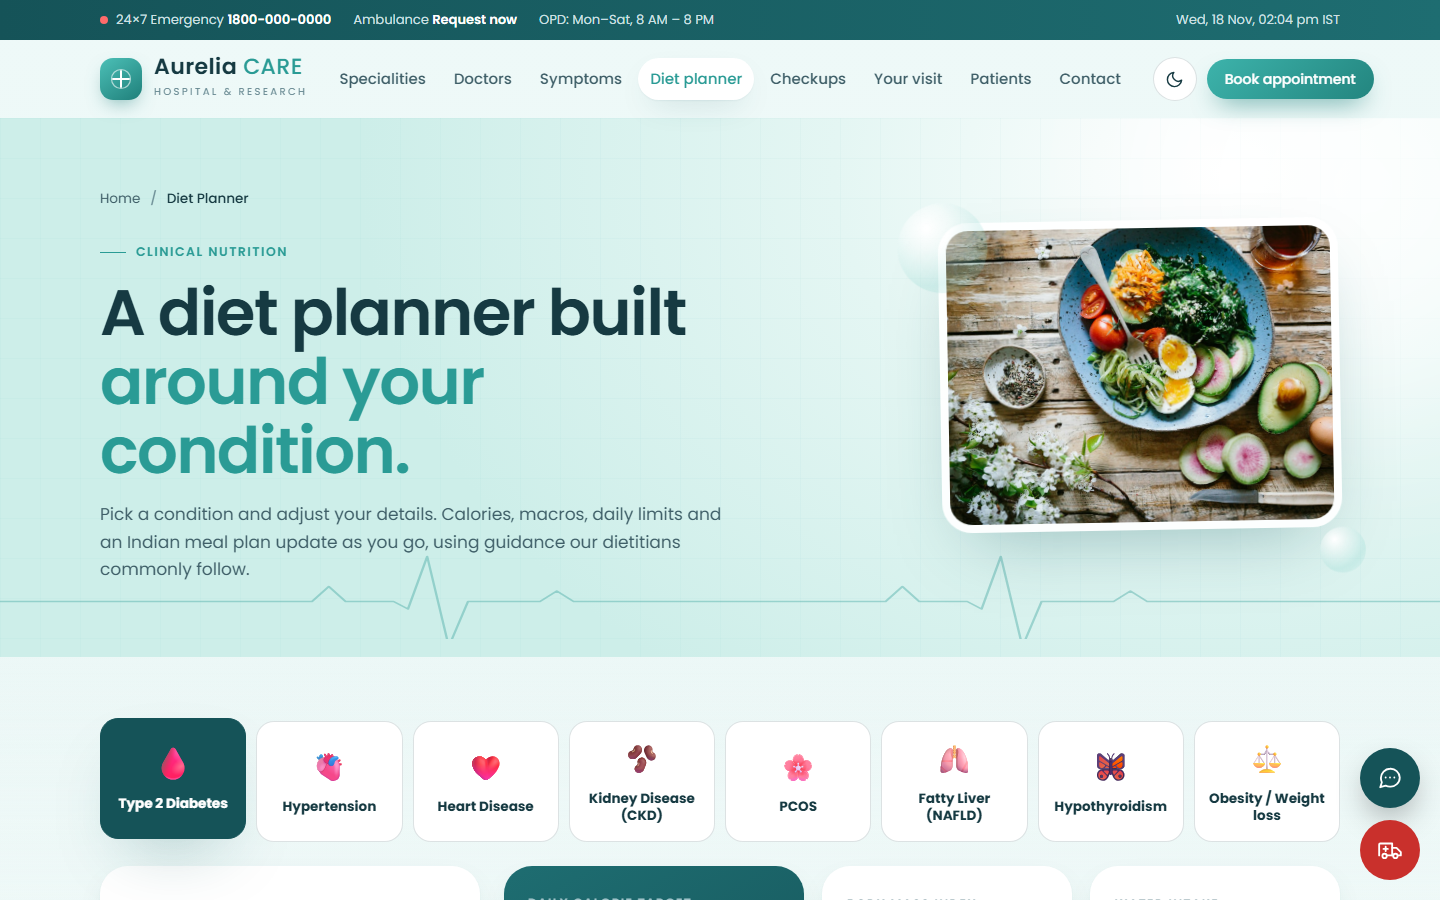 24×7 Emergency 1800-000-0000 Ambulance Request now OPD: Mon–Sat, 8 AM – 8 PM Wed, 18 Nov, 02:04 pm IST
Aurelia CARE
HOSPITAL & RESEARCH
Specialities Doctors Symptoms Diet planner Checkups Your visit Patients Contact Book appointment
Home / Diet Planner
CLINICAL NUTRITION
A diet planner built
around your
condition.
Pick a condition and adjust your details. Calories, macros, daily limits and
an Indian meal plan update as you go, using guidance our dietitians
commonly follow.
Type 2 Diabetes
Hypertension
Heart Disease
Kidney Disease
(CKD)
PCOS
Fatty Liver
(NAFLD)
Hypothyroidism
Obesity / Weight
loss